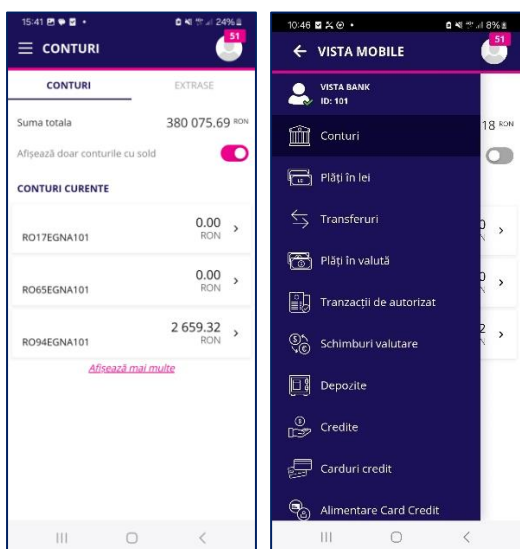 15:41
24%
CONTURI
51
CONTURI
EXTRASE
Suma totala
380 075.69 RON
Afișează doar conturile cu sold
CONTURI CURENTE
0.00
RO17EGNA101
RON
0.00
RO65EGNA101
RON
2 659.32
RO94EGNA101
RON
Afișează mai multe
10:46
8%
VISTA MOBILE
51
VISTA BANK
ID: 101
18 RON
Conturi
Plăți în lei
Transferuri
Plăți în valută
Tranzacții de autorizat
Schimburi valutare
Depozite
Credite
Carduri credit
Alimentare Card Credit